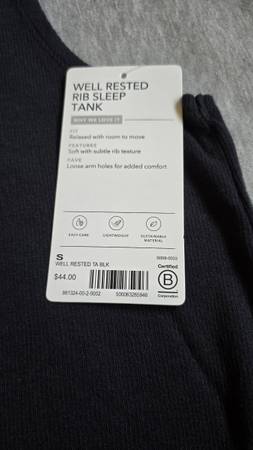 WELL RESTED
RIB SLEEP
TANK
WHY WE LOVE IT
FIT
Relaxed with room to move
FEATURES
Soft with subtle rib texture
FAVE
Loose arm holes for added comfort
EASY CARE
LIGHTWEIGHT
SUSTAINABLE
MATERIAL
S
WELL RESTED TA BLK
$44.00
Certified
B
Corporation